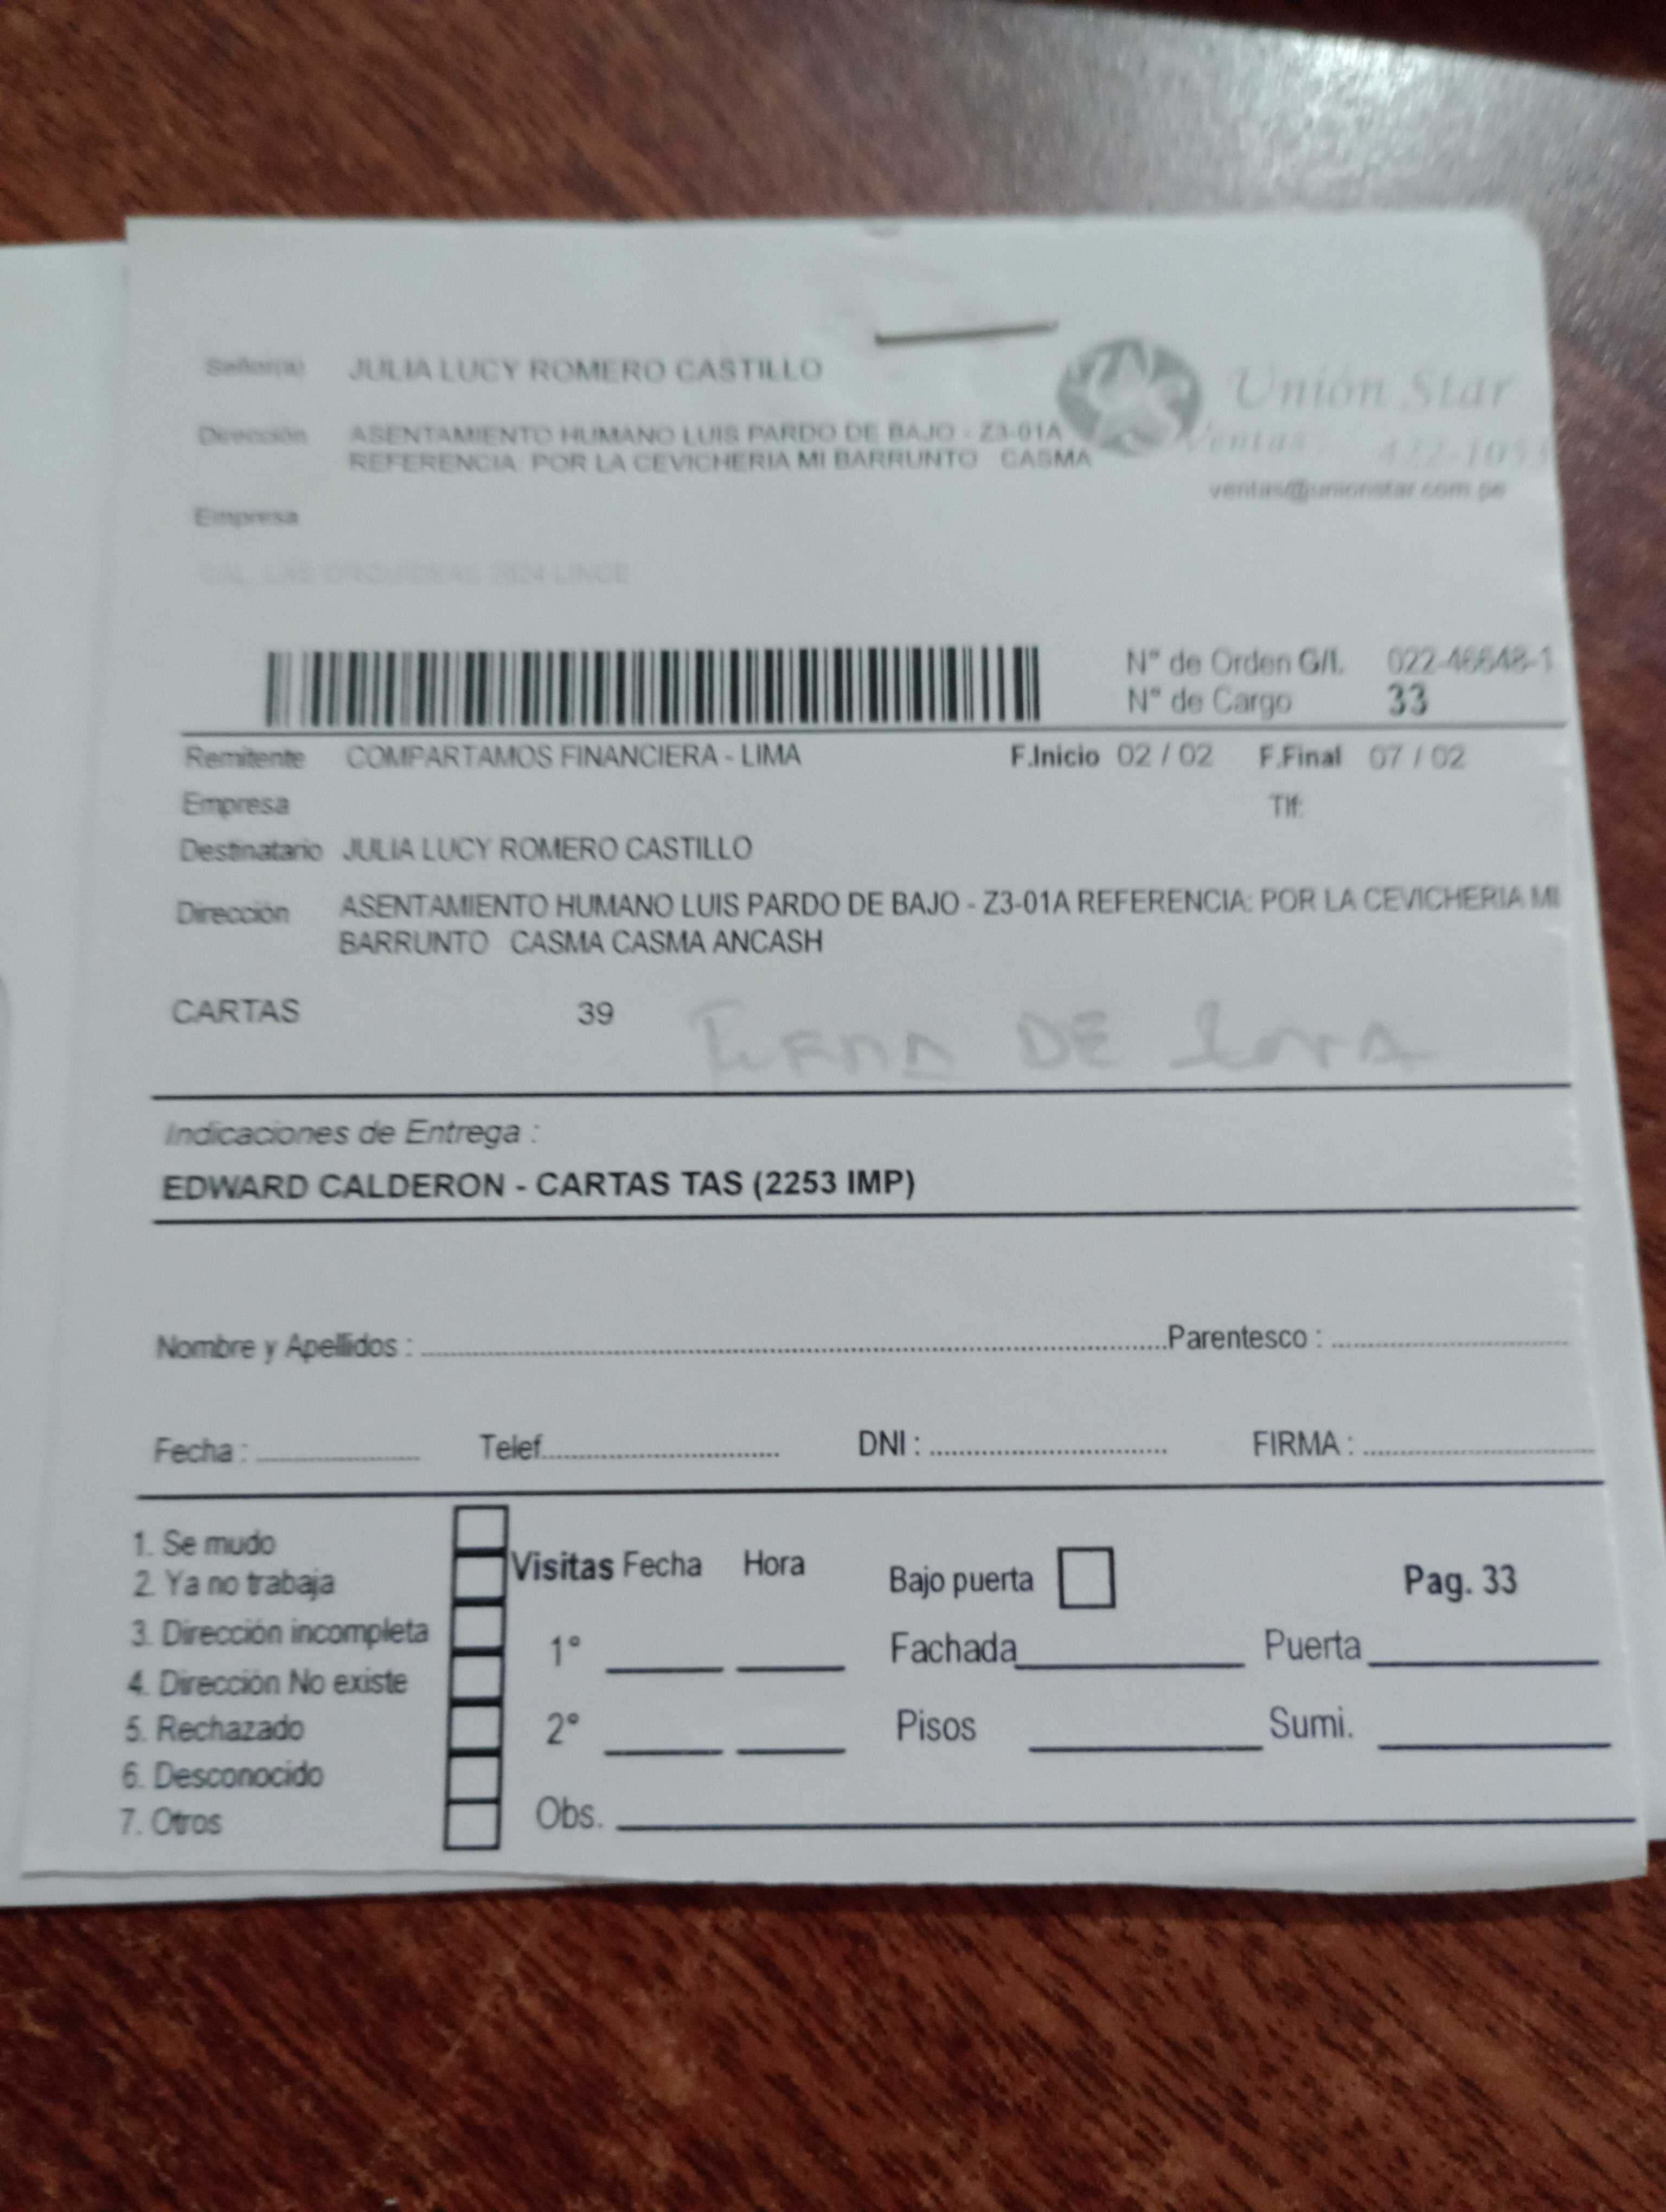 Señor(a) JULIA LUCY ROMERO CASTILLO
Dirección ASENTAMIENTO HUMANO LUIS PARDO DE BAJO - Z3-01A
REFERENCIA: POR LA CEVICHERIA MI BARRUNTO CASMA
Unión Star
Ventas: 422-105
ventas@unionstar.com.pe
Empresa
LINCE
N° de Orden G/I. 022-46648-1
N° de Cargo 33
Remitente COMPARTAMOS FINANCIERA - LIMA F.Inicio 02 / 02 F.Final 07 / 02
Empresa Tlf:
Destinatario JULIA LUCY ROMERO CASTILLO
Dirección ASENTAMIENTO HUMANO LUIS PARDO DE BAJO - Z3-01A REFERENCIA: POR LA CEVICHERIA MI
BARRUNTO CASMA CASMA ANCASH
CARTAS 39 DE
Indicaciones de Entrega :
EDWARD CALDERON - CARTAS TAS (2253 IMP)
Nombre y Apellidos : Parentesco :
Fecha : Telef. DNI : FIRMA :
1. Se mudo
2. Ya no trabaja
3. Dirección incompleta
4. Dirección No existe
5. Rechazado
6. Desconocido
7. Otros
Visitas Fecha Hora
1°
2°
Obs.
Bajo puerta Pag. 33
Fachada Puerta
Pisos Sumi.